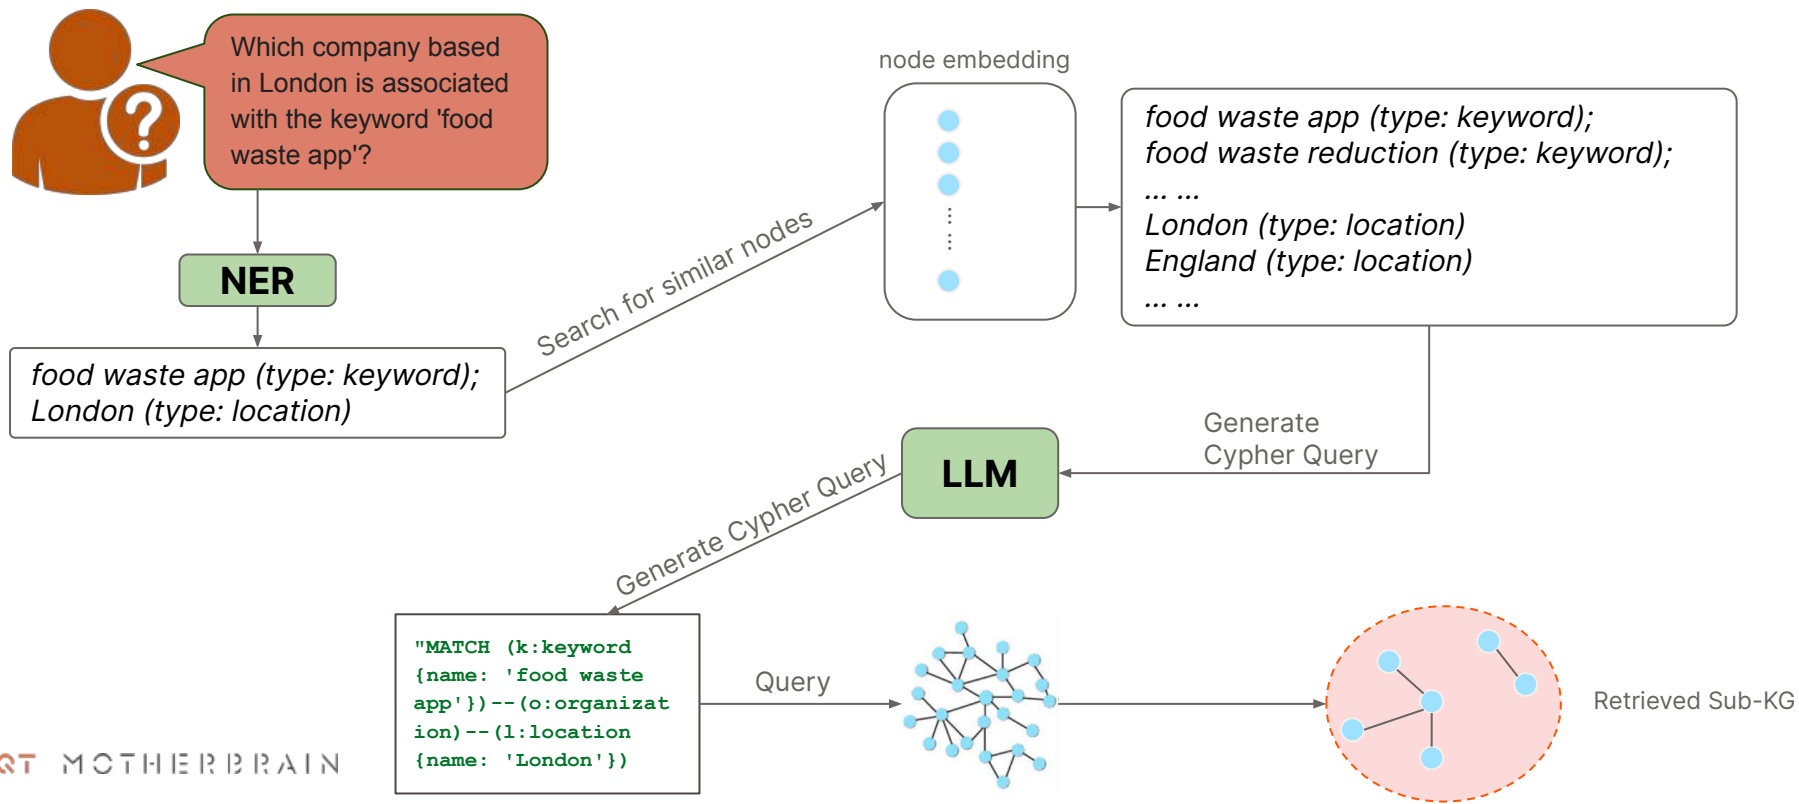 Which company based
in London is associated
with the keyword 'food
waste app'?
?
NER
food waste app (type: keyword);
London (type: location)
Search for similar nodes
node embedding
food waste app (type: keyword);
food waste reduction (type: keyword);
... ...
London (type: location)
England (type: location)
... ...
Generate
Cypher Query
LLM
Generate Cypher Query
"MATCH (k:keyword
{name: 'food waste
app'})--(o:organizat
ion)--(l:location
{name: 'London'})
Query
Retrieved Sub-KG
QT MOTHERBRAIN